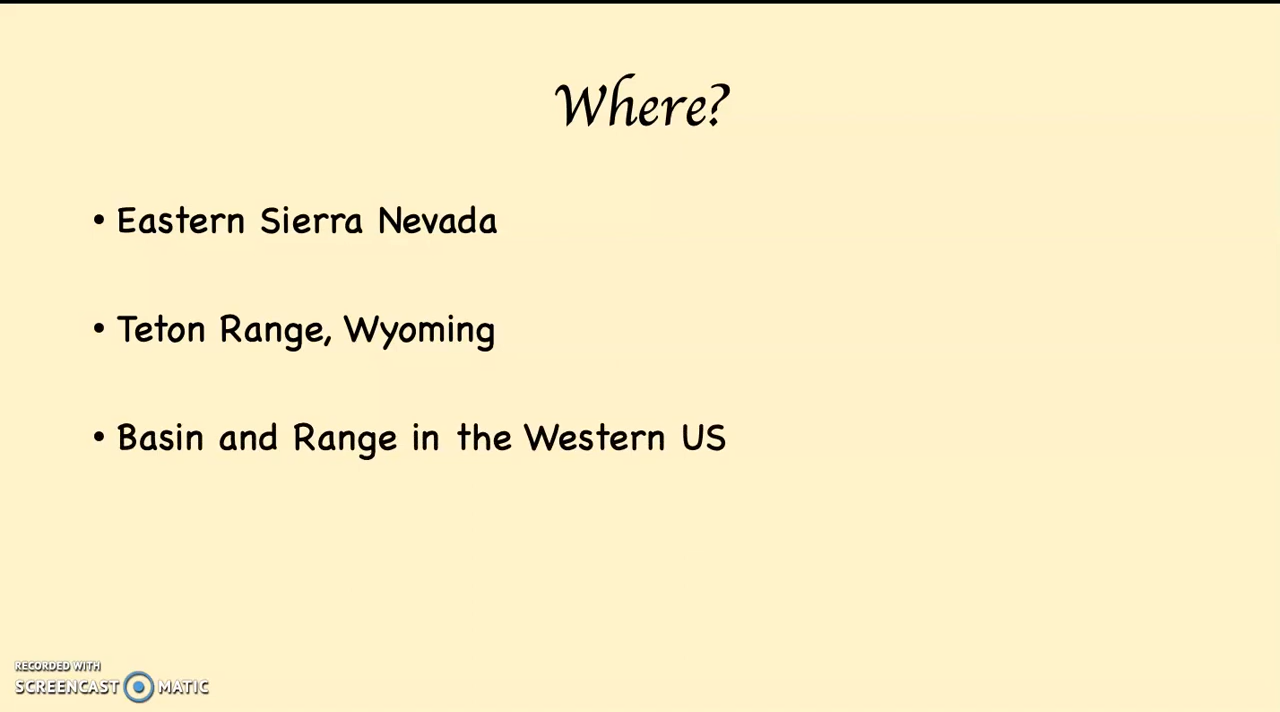 Where?
• Eastern Sierra Nevada
• Teton Range, Wyoming
• Basin and Range in the Western US
RECORDED WITH
SCREENCAST MATIC